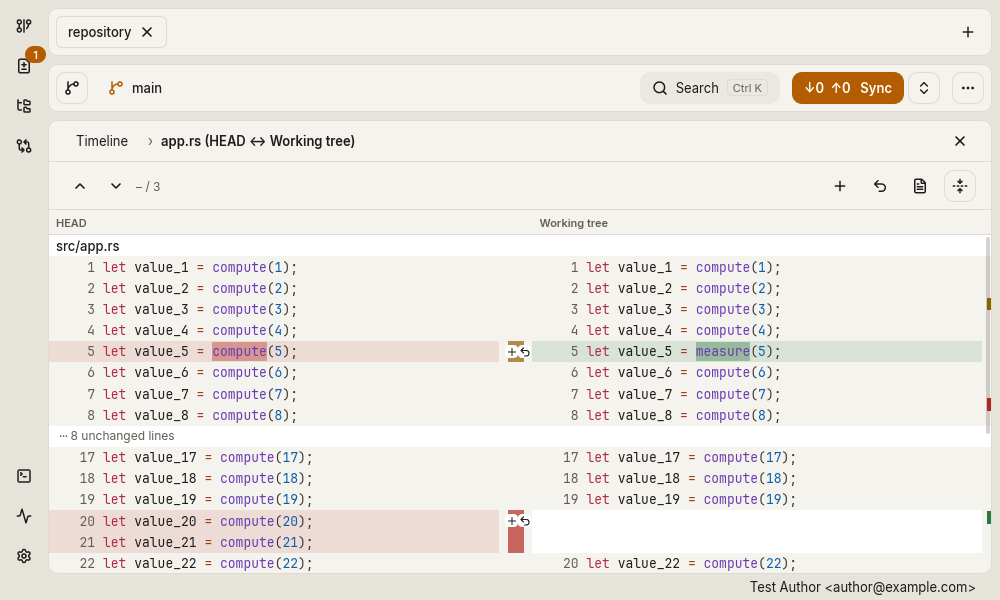 repository
1
main
Search Ctrl K
↓0 ↑0 Sync
Timeline › app.rs (HEAD ↔ Working tree)
– / 3
HEAD Working tree
src/app.rs
1 let value_1 = compute(1); 1 let value_1 = compute(1);
2 let value_2 = compute(2); 2 let value_2 = compute(2);
3 let value_3 = compute(3); 3 let value_3 = compute(3);
4 let value_4 = compute(4); 4 let value_4 = compute(4);
5 let value_5 = compute(5); 5 let value_5 = measure(5);
6 let value_6 = compute(6); 6 let value_6 = compute(6);
7 let value_7 = compute(7); 7 let value_7 = compute(7);
8 let value_8 = compute(8); 8 let value_8 = compute(8);
··· 8 unchanged lines
17 let value_17 = compute(17); 17 let value_17 = compute(17);
18 let value_18 = compute(18); 18 let value_18 = compute(18);
19 let value_19 = compute(19); 19 let value_19 = compute(19);
20 let value_20 = compute(20);
21 let value_21 = compute(21);
22 let value_22 = compute(22); 20 let value_22 = compute(22);
Test Author <author@example.com>